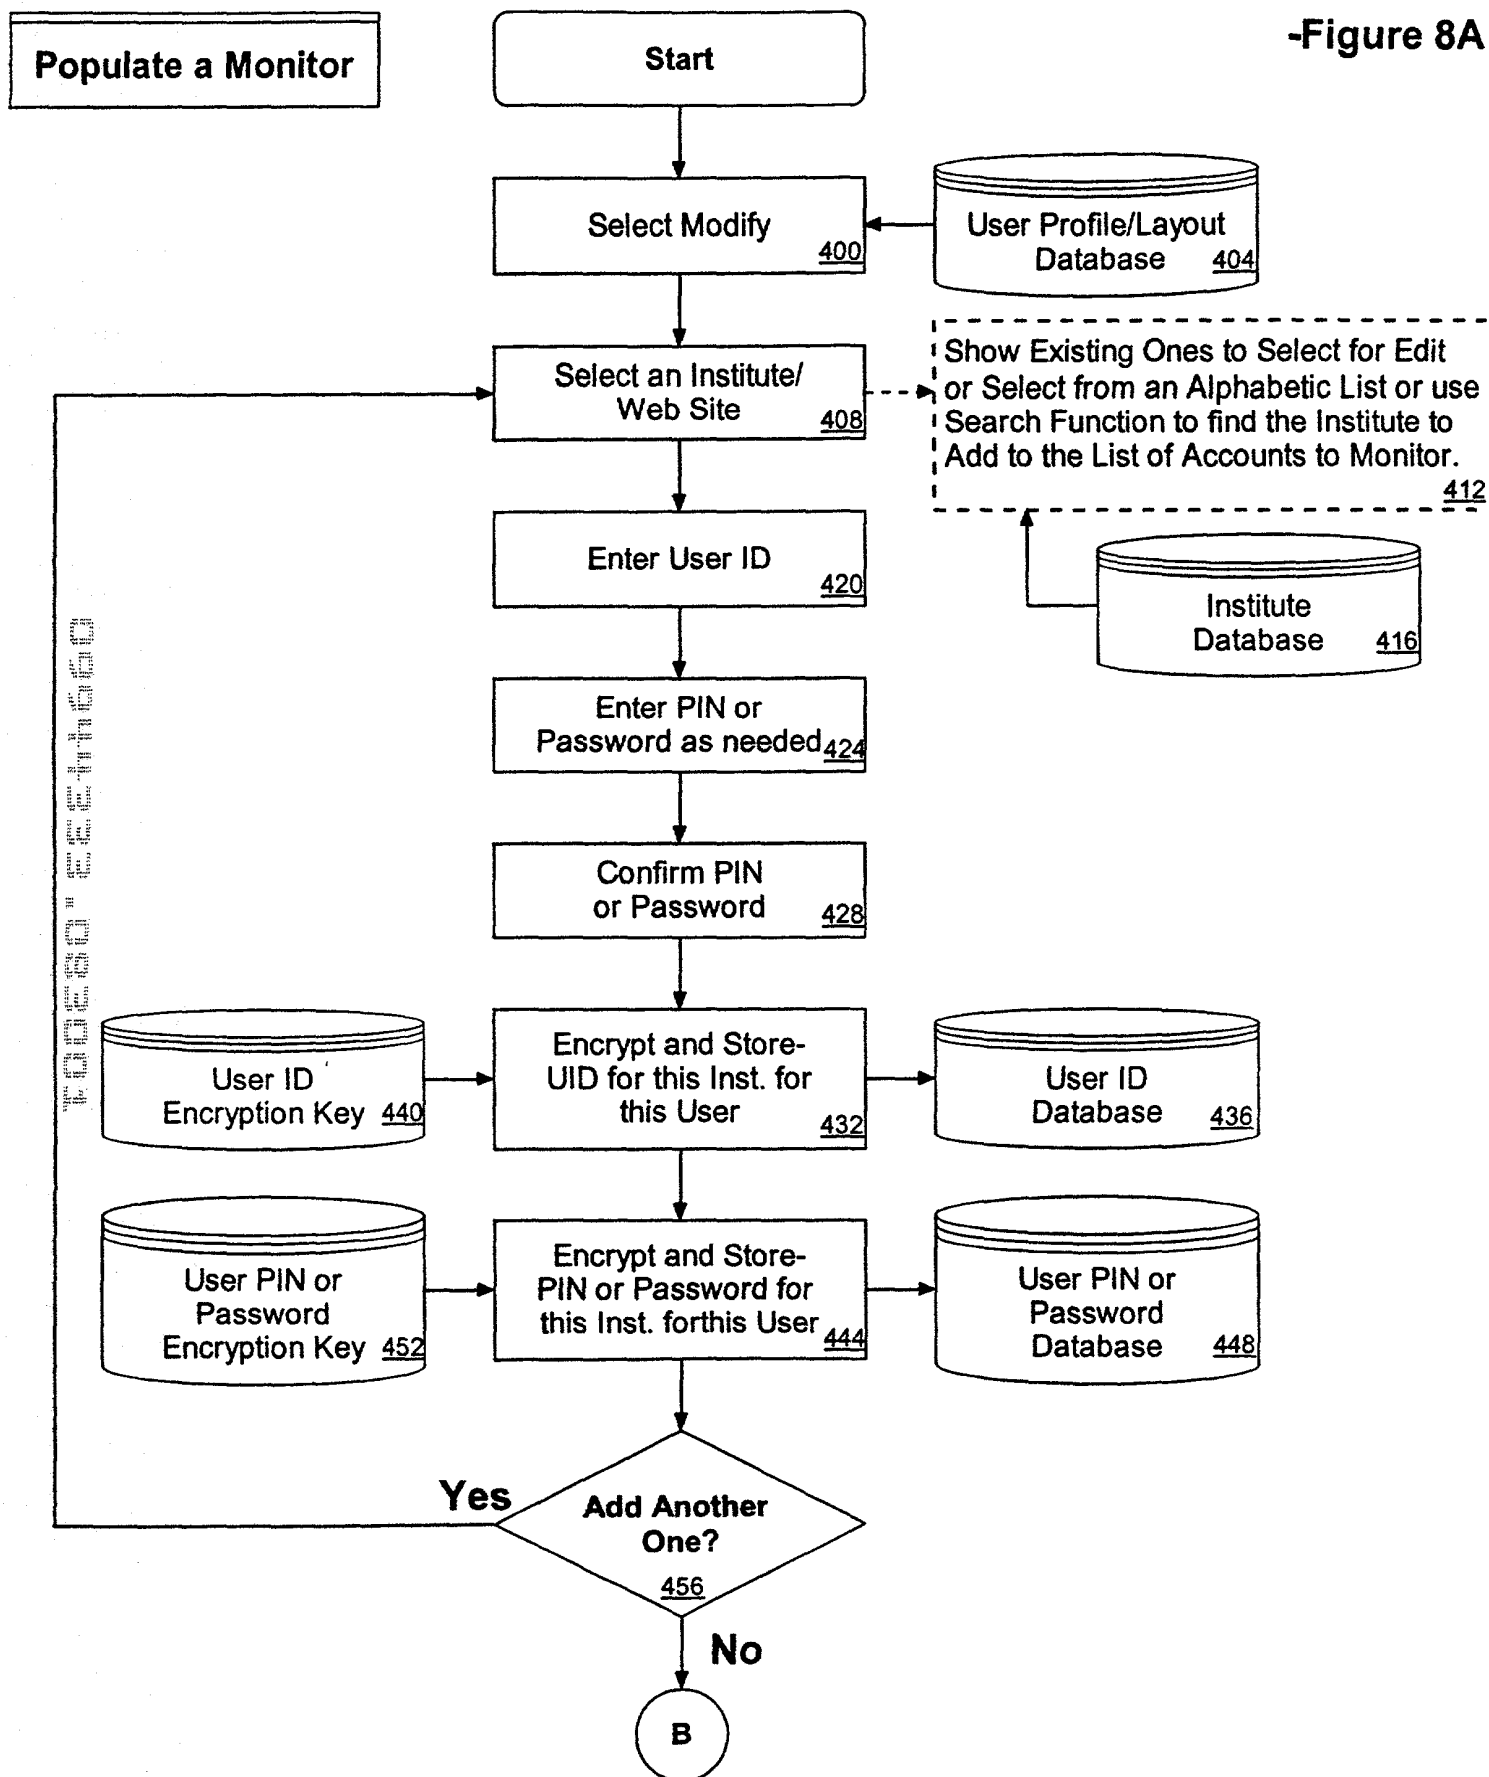 Populate a Monitor
Start
-Figure 8A
Select Modify
400
User Profile/Layout
Database 404
Select an Institute/
Web Site
408
Show Existing Ones to Select for Edit
or Select from an Alphabetic List or use
Search Function to find the Institute to
Add to the List of Accounts to Monitor.
412
Enter User ID
420
Institute
Database 416
Enter PIN or
Password as needed 424
Confirm PIN
or Password 428
User ID
Encryption Key 440
Encrypt and Store-
UID for this Inst. for
this User 432
User ID
Database 436
User PIN or
Password
Encryption Key 452
Encrypt and Store-
PIN or Password for
this Inst. forthis User 444
User PIN or
Password
Database 448
Yes
Add Another
One?
456
No
B